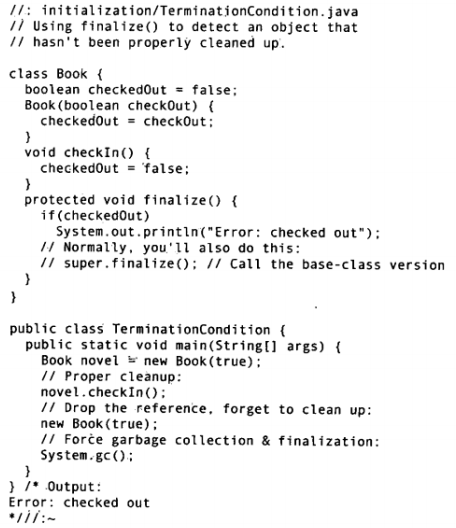 //: initialization/TerminationCondition.java
// Using finalize() to detect an object that
// hasn't been properly cleaned up.

class Book {
  boolean checkedOut = false;
  Book(boolean checkOut) {
    checkedOut = checkOut;
  }
  void checkIn() {
    checkedOut = false;
  }
  protected void finalize() {
    if(checkedOut)
      System.out.println("Error: checked out");
    // Normally, you'll also do this:
    // super.finalize(); // Call the base-class version
  }
}

public class TerminationCondition {
  public static void main(String[] args) {
    Book novel = new Book(true);
    // Proper cleanup:
    novel.checkIn();
    // Drop the reference, forget to clean up:
    new Book(true);
    // Force garbage collection & finalization:
    System.gc();
  }
} /* Output:
Error: checked out
*///:~